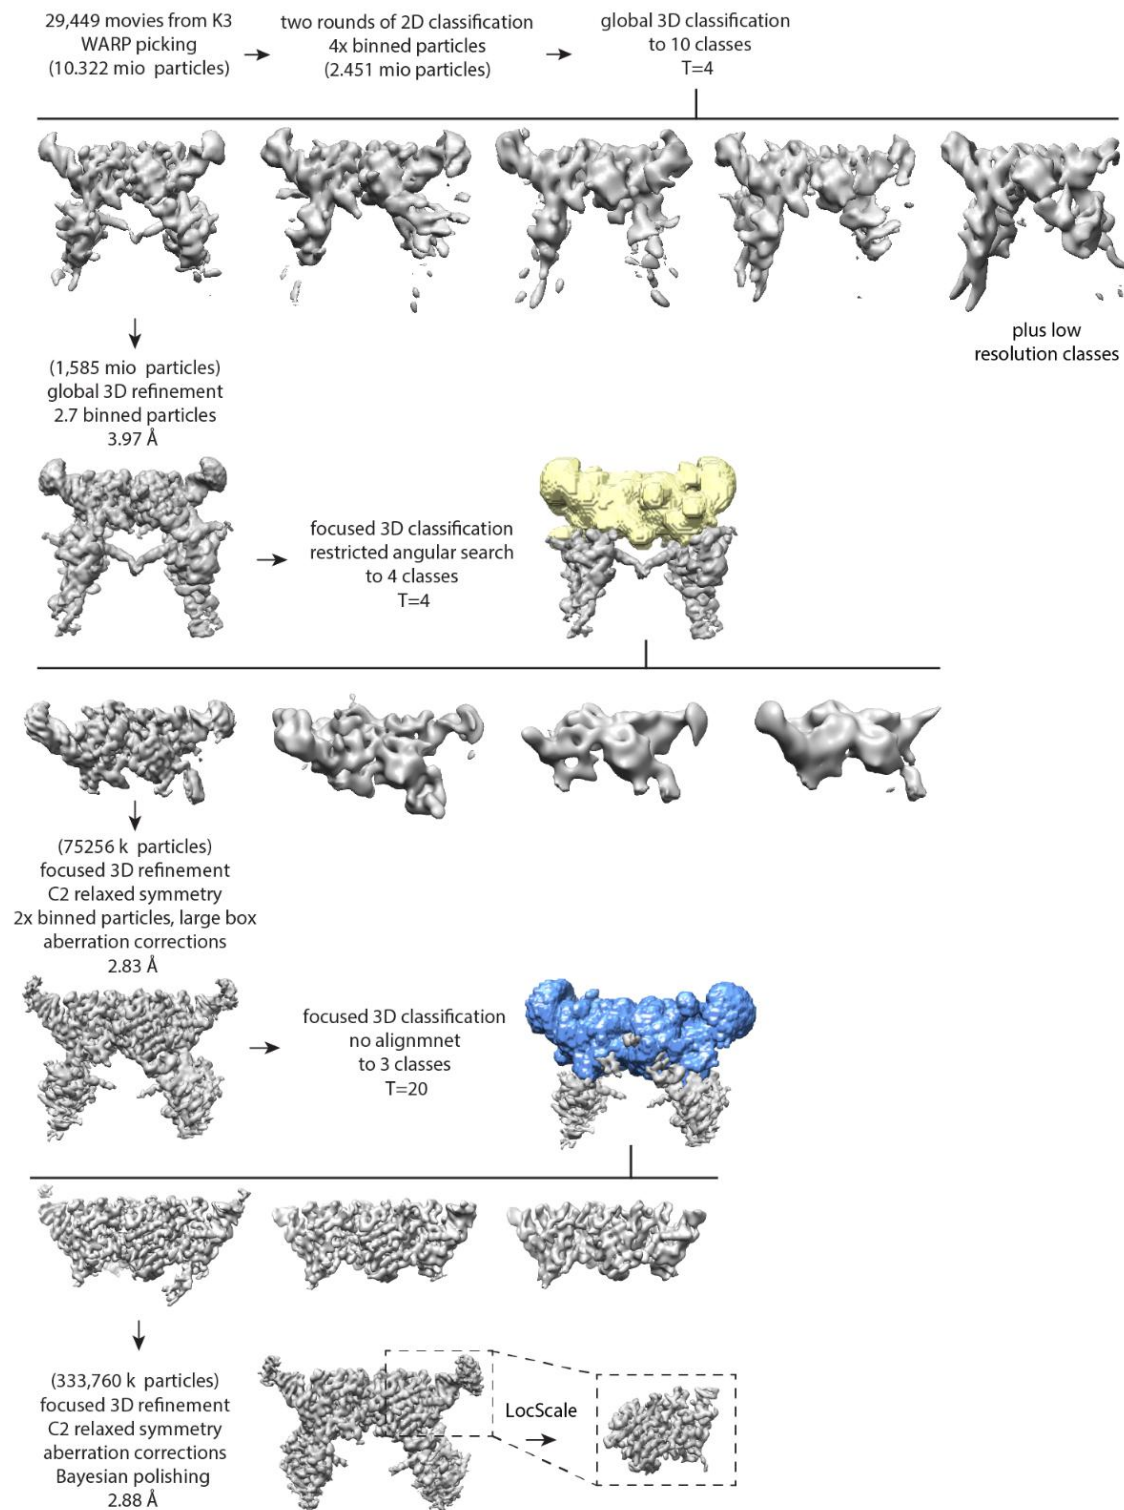 29,449 movies from K3
WARP picking
(10.322 mio particles)
two rounds of 2D classification
4x binned particles
(2.451 mio particles)
global 3D classification
to 10 classes
T=4
plus low
resolution classes
(1,585 mio particles)
global 3D refinement
2.7 binned particles
3.97 Å
focused 3D classification
restricted angular search
to 4 classes
T=4
(75256 k particles)
focused 3D refinement
C2 relaxed symmetry
2x binned particles, large box
aberration corrections
2.83 Å
focused 3D classification
no alignmnet
to 3 classes
T=20
(333,760 k particles)
focused 3D refinement
C2 relaxed symmetry
aberration corrections
Bayesian polishing
2.88 Å
LocScale